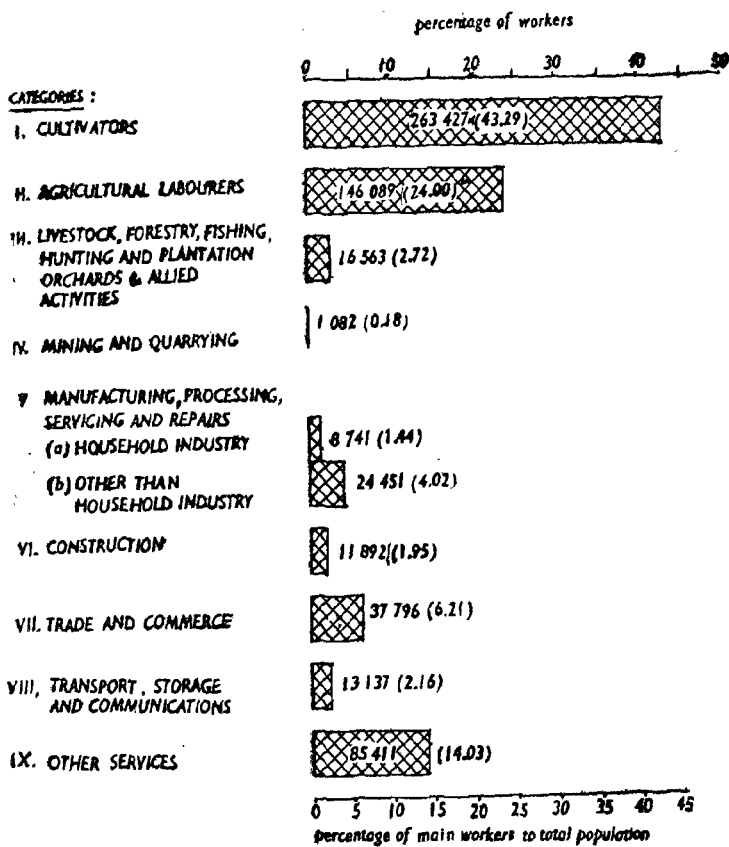 percentage of workers
0 10 20 30 40 50
CATEGORIES :
I. CULTIVATORS
263 427 (43.29)
II. AGRICULTURAL LABOURERS
146 089 (24.00)
III. LIVESTOCK, FORESTRY, FISHING,
HUNTING AND PLANTATION
ORCHARDS & ALLIED
ACTIVITIES
16 563 (2.72)
IV. MINING AND QUARRYING
1 082 (0.18)
V MANUFACTURING, PROCESSING,
SERVICING AND REPAIRS
(a) HOUSEHOLD INDUSTRY
8 741 (1.44)
(b) OTHER THAN
HOUSEHOLD INDUSTRY
24 451 (4.02)
VI. CONSTRUCTION
11 892 (1.95)
VII. TRADE AND COMMERCE
37 796 (6.21)
VIII, TRANSPORT, STORAGE
AND COMMUNICATIONS
13 137 (2.16)
IX. OTHER SERVICES
85 411 (14.03)
0 5 10 15 20 25 30 35 40 45
percentage of main workers to total population